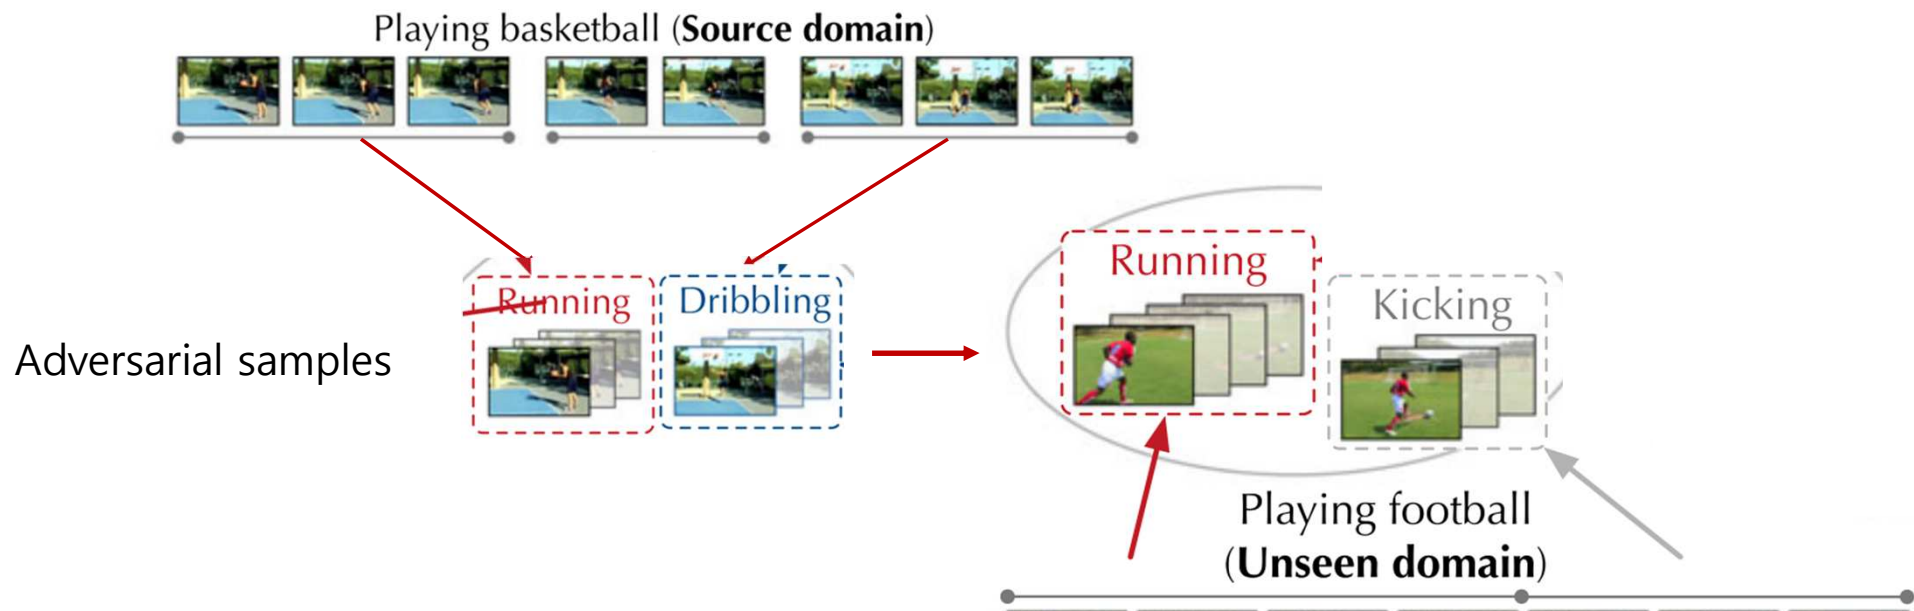 Playing basketball (Source domain)
Running
Dribbling
Running
Kicking
Adversarial samples
Playing football
(Unseen domain)